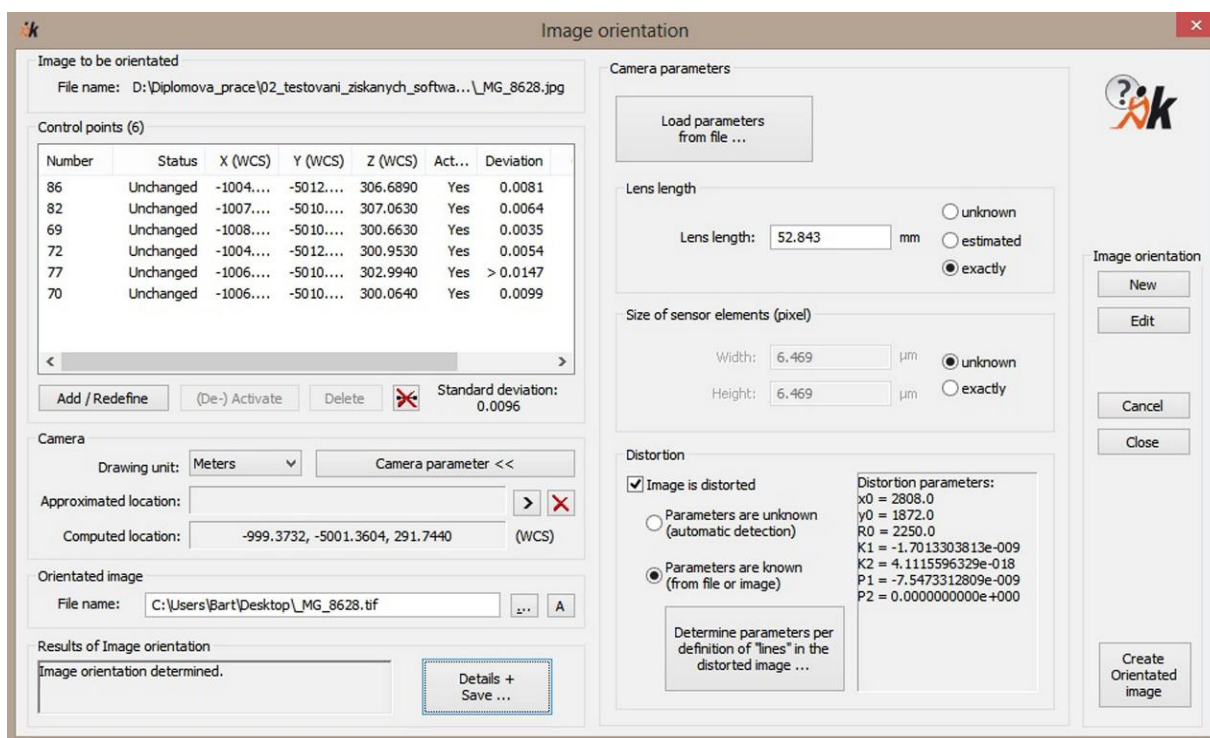 Image orientation
Image to be orientated
File name: D:\Diplomova_prace\02_testovani_ziskanych_softwa...\_MG_8628.jpg
Control points (6)
Number Status X (WCS) Y (WCS) Z (WCS) Act... Deviation
86 Unchanged -1004.... -5012.... 306.6890 Yes 0.0081
82 Unchanged -1007.... -5010.... 307.0630 Yes 0.0064
69 Unchanged -1008.... -5010.... 300.6630 Yes 0.0035
72 Unchanged -1004.... -5012.... 300.9530 Yes 0.0054
77 Unchanged -1006.... -5010.... 302.9940 Yes > 0.0147
70 Unchanged -1006.... -5010.... 300.0640 Yes 0.0099
Add / Redefine (De-) Activate Delete Standard deviation:
0.0096
Camera
Drawing unit: Meters Camera parameter <<
Approximated location:
Computed location: -999.3732, -5001.3604, 291.7440 (WCS)
Orientated image
File name: C:\Users\Bart\Desktop\_MG_8628.tif ... A
Results of Image orientation
Image orientation determined.
Details +
Save ...
Camera parameters
Load parameters
from file ...
Lens length
Lens length: 52.843 mm
unknown
estimated
exactly
Size of sensor elements (pixel)
Width: 6.469 µm
Height: 6.469 µm
unknown
exactly
Distortion
Image is distorted
Parameters are unknown
(automatic detection)
Parameters are known
(from file or image)
Determine parameters per
definition of "lines" in the
distorted image ...
Distortion parameters:
x0 = 2808.0
y0 = 1872.0
R0 = 2250.0
K1 = -1.7013303813e-009
K2 = 4.1115596329e-018
P1 = -7.5473312809e-009
P2 = 0.0000000000e+000
?
k
Image orientation
New
Edit
Cancel
Close
Create
Orientated
image